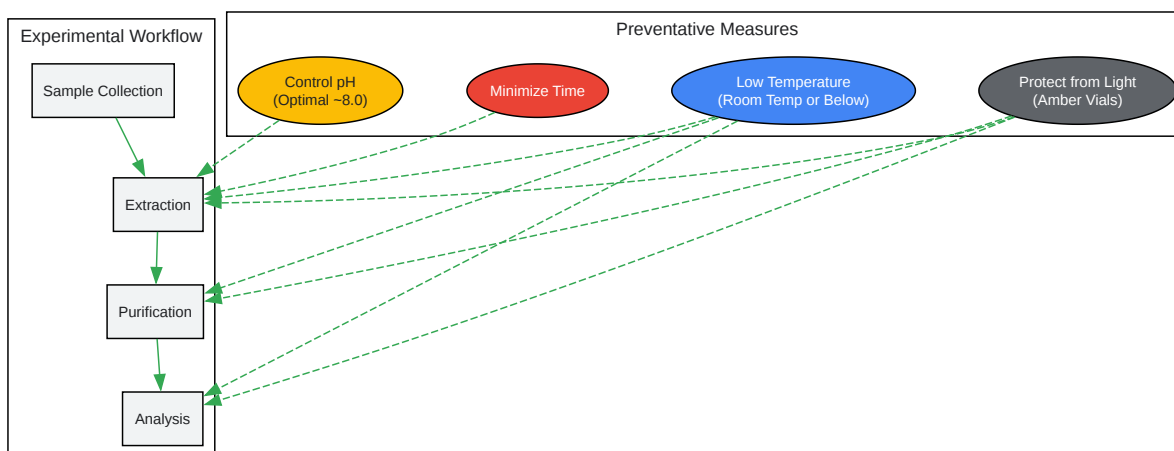 Experimental Workflow
Preventative Measures
Sample Collection
Control pH
(Optimal ~8.0)
Minimize Time
Low Temperature
(Room Temp or Below)
Protect from Light
(Amber Vials)
Extraction
Purification
Analysis